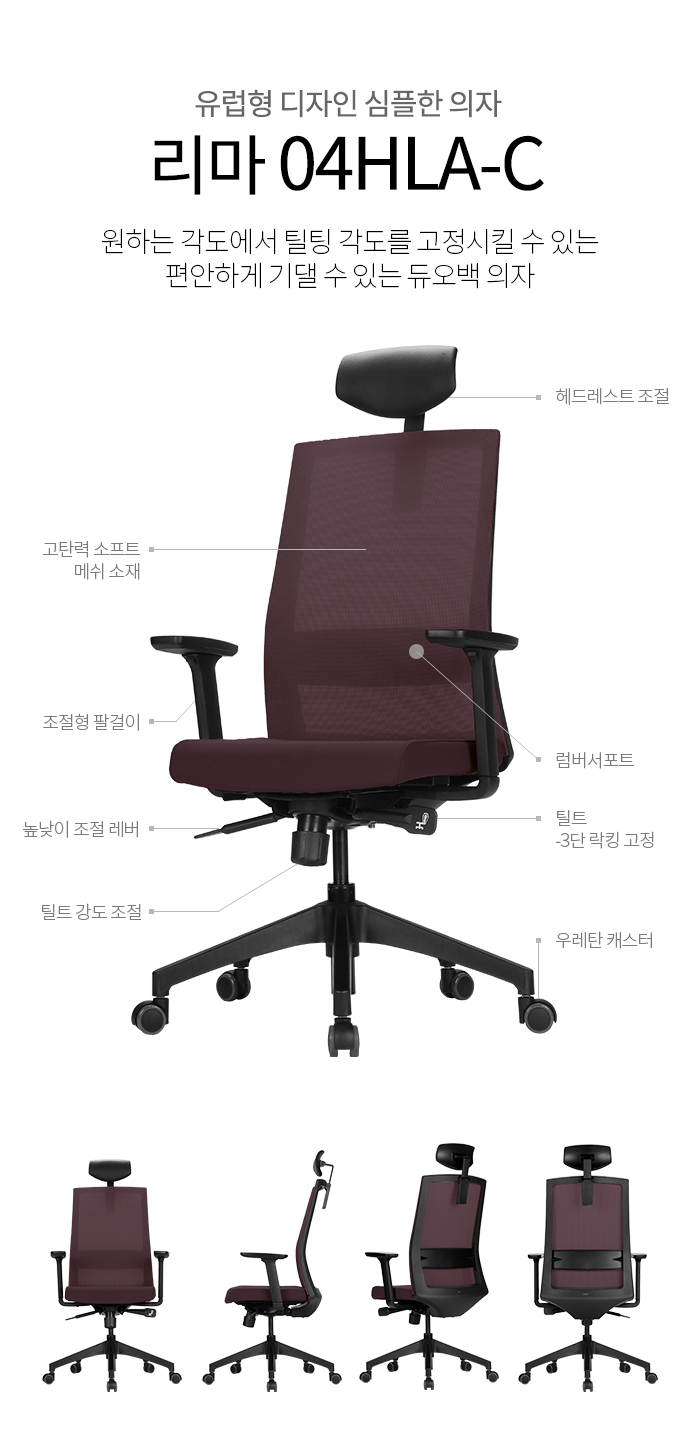 유럽형 디자인 심플한 의자
리마 04HLA-C
원하는 각도에서 틸팅 각도를 고정시킬 수 있는
편안하게 기댈 수 있는 듀오백 의자
헤드레스트 조절
고탄력 소프트
메쉬 소재
조절형 팔걸이
럼버서포트
높낮이 조절 레버
틸트
-3단 락킹 고정
틸트 강도 조절
우레탄 캐스터